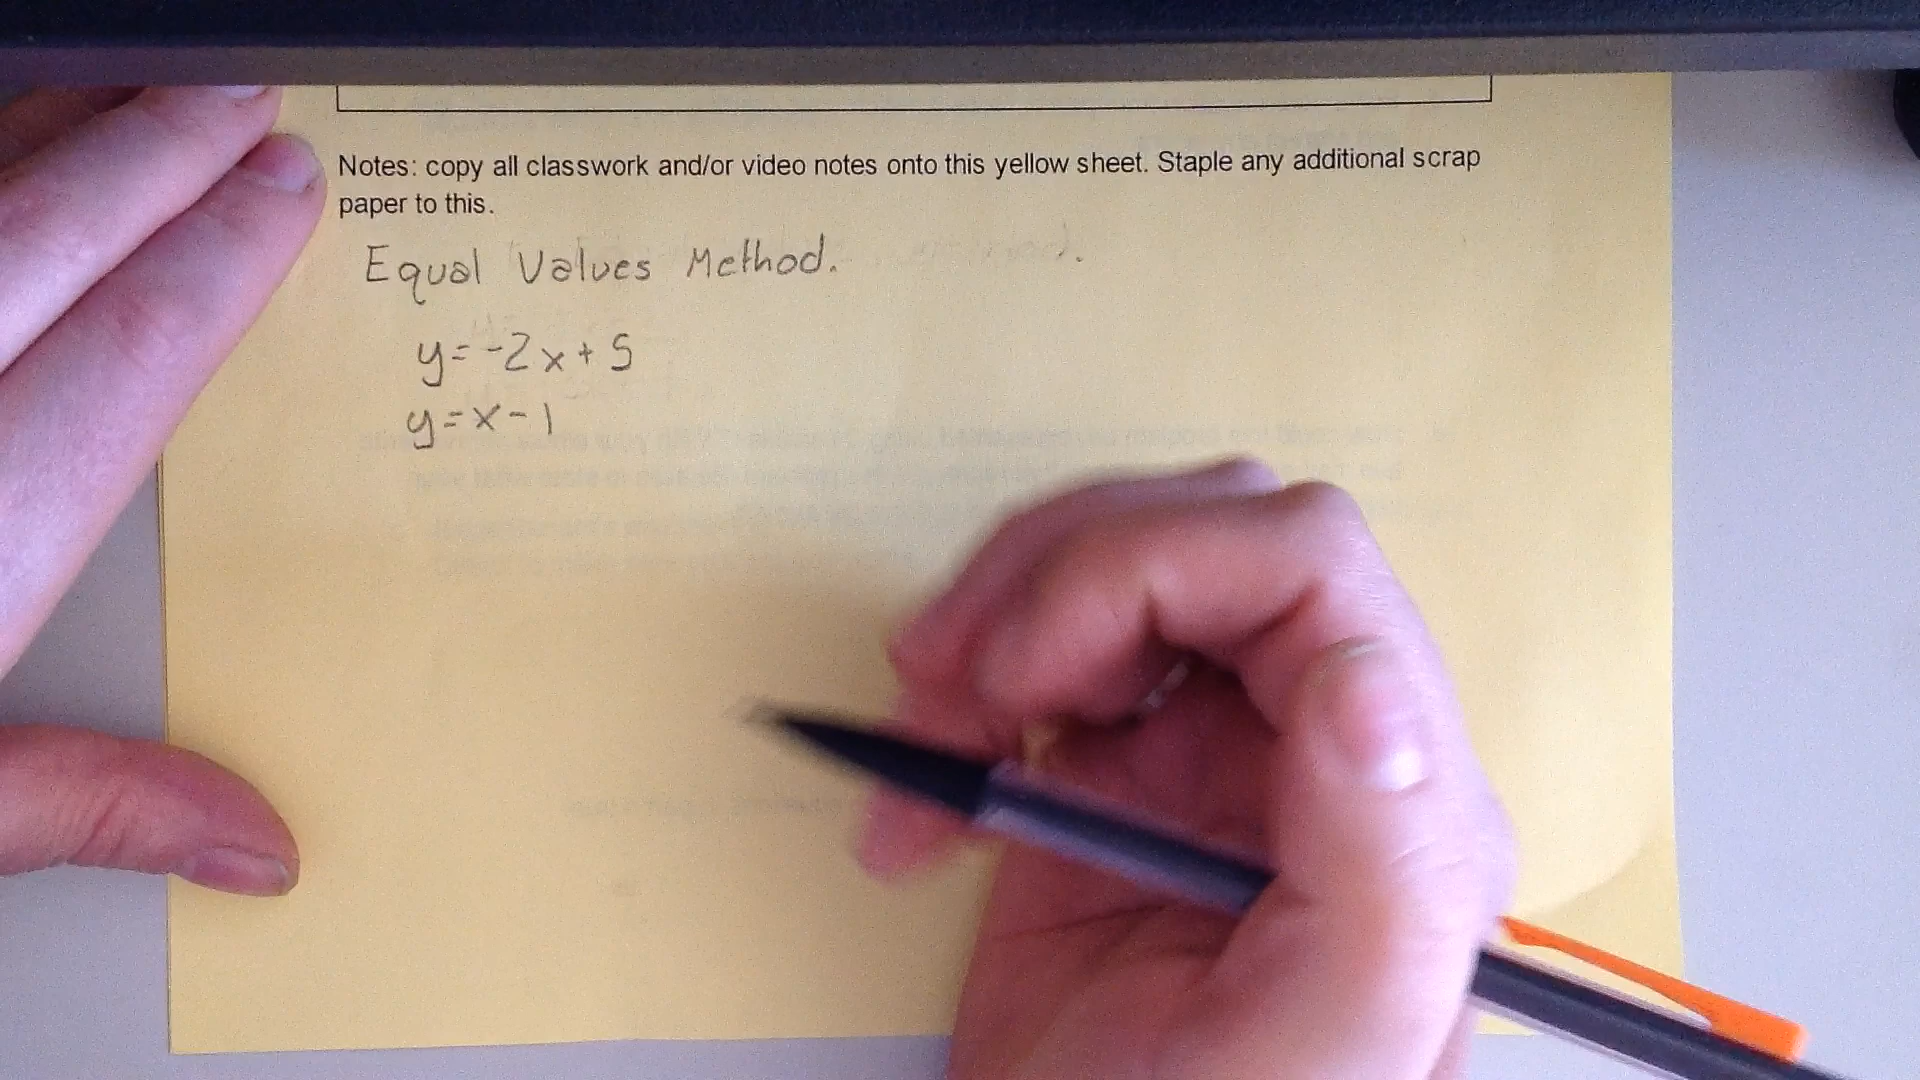 Notes: copy all classwork and/or video notes onto this yellow sheet. Staple any additional scrap
paper to this.
Equal Values Method.
y=-2x+5
y=x-1